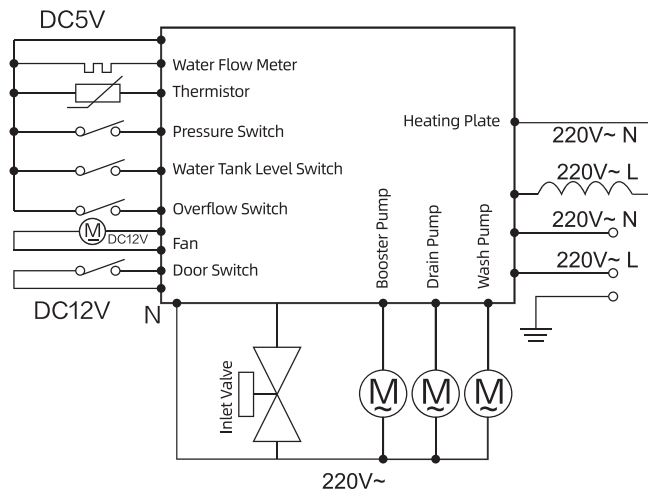 DC5V
Water Flow Meter
Thermistor
Pressure Switch
Water Tank Level Switch
Overflow Switch
M
DC12V
Fan
Door Switch
DC12V
N
Heating Plate
220V~ N
220V~ L
220V~ N
220V~ L
Booster Pump
Drain Pump
Wash Pump
Inlet Valve
M
~
M
~
M
~
220V~